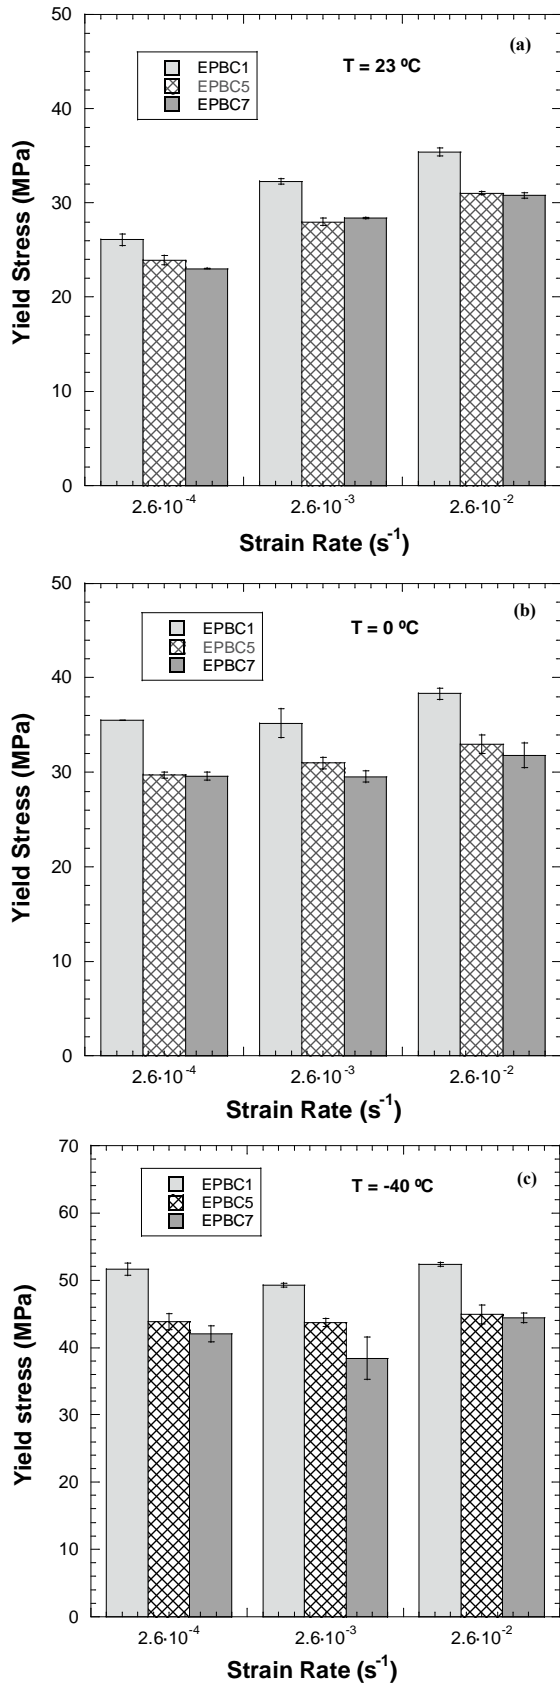 (a)
T = 23 ºC
EPBC1
EPBC5
EPBC7
50
40
30
20
10
0
Yield Stress (MPa)
2.6·10⁻⁴
2.6·10⁻³
2.6·10⁻²
Strain Rate (s⁻¹)
(b)
T = 0 ºC
EPBC1
EPBC5
EPBC7
50
40
30
20
10
0
Yield Stress (MPa)
2.6·10⁻⁴
2.6·10⁻³
2.6·10⁻²
Strain Rate (s⁻¹)
(c)
T = -40 ºC
EPBC1
EPBC5
EPBC7
70
60
50
40
30
20
10
0
Yield stress (MPa)
2.6·10⁻⁴
2.6·10⁻³
2.6·10⁻²
Strain Rate (s⁻¹)